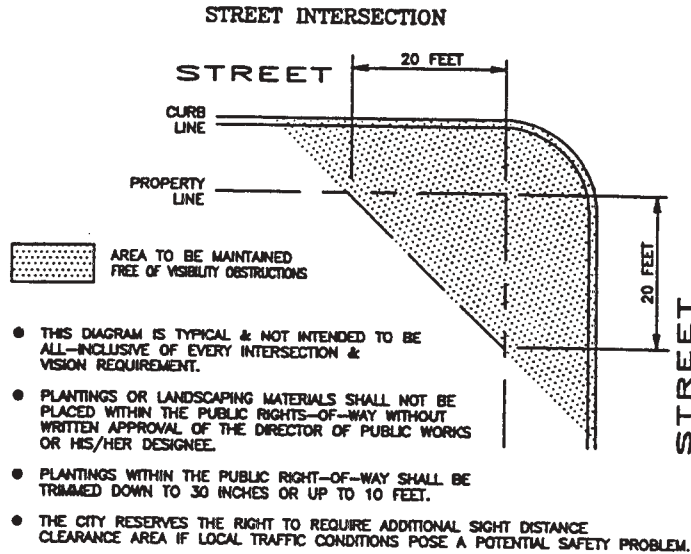 STREET INTERSECTION
20 FEET
STREET
CURB
LINE
PROPERTY
LINE
AREA TO BE MAINTAINED
FREE OF VISIBILITY OBSTRUCTIONS
20 FEET
STREET
● THIS DIAGRAM IS TYPICAL & NOT INTENDED TO BE
ALL-INCLUSIVE OF EVERY INTERSECTION &
VISION REQUIREMENT.
● PLANTINGS OR LANDSCAPING MATERIALS SHALL NOT BE
PLACED WITHIN THE PUBLIC RIGHTS-OF-WAY WITHOUT
WRITTEN APPROVAL OF THE DIRECTOR OF PUBLIC WORKS
OR HIS/HER DESIGNEE.
● PLANTINGS WITHIN THE PUBLIC RIGHT-OF-WAY SHALL BE
TRIMMED DOWN TO 30 INCHES OR UP TO 10 FEET.
● THE CITY RESERVES THE RIGHT TO REQUIRE ADDITIONAL SIGHT DISTANCE
CLEARANCE AREA IF LOCAL TRAFFIC CONDITIONS POSE A POTENTIAL SAFETY PROBLEM.